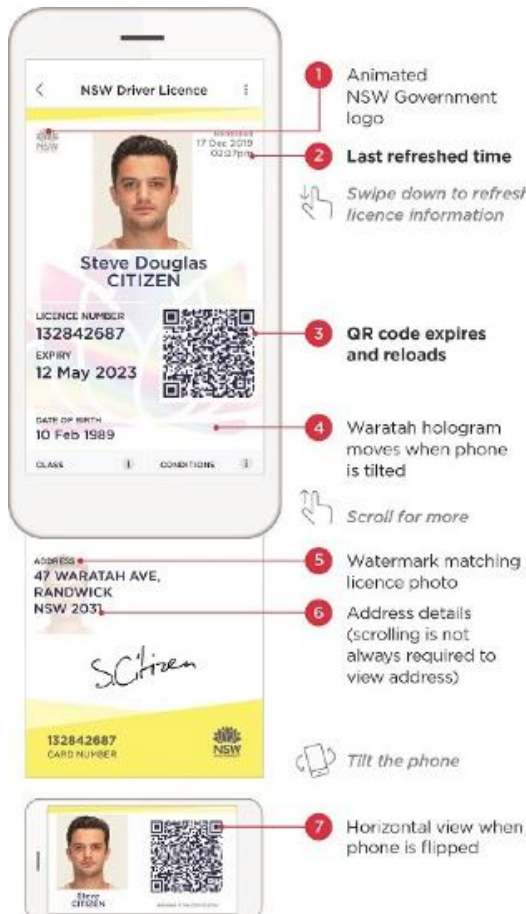 NSW Driver Licence
NSW
Refreshed
17 Dec 2019
02:27pm
Steve Douglas
CITIZEN
LICENCE NUMBER
132842687
EXPIRY
12 May 2023
DATE OF BIRTH
10 Feb 1989
CLASS
CONDITIONS
ADDRESS
47 WARATAH AVE,
RANDWICK
NSW 2031
S.Citizen
132842687
CARD NUMBER
NSW
Steve
CITIZEN
1
Animated
NSW Government
logo
2
Last refreshed time
Swipe down to refresh
licence information
3
QR code expires
and reloads
4
Waratah hologram
moves when phone
is tilted
Scroll for more
5
Watermark matching
licence photo
6
Address details
(scrolling is not
always required to
view address)
Tilt the phone
7
Horizontal view when
phone is flipped